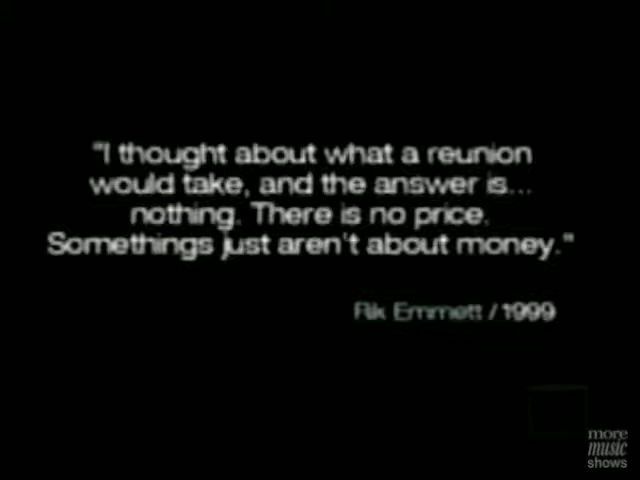 "I thought about what a reunion
would take, and the answer is...
nothing. There is no price.
Somethings just aren't about money."
Rik Emmett / 1999
more
music
shows